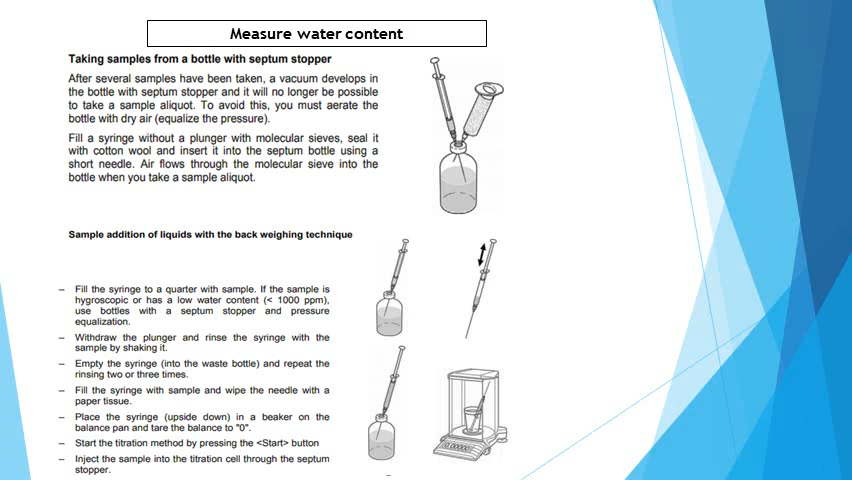 Measure water content
Taking samples from a bottle with septum stopper
After several samples have been taken, a vacuum develops in
the bottle with septum stopper and it will no longer be possible
to take a sample aliquot. To avoid this, you must aerate the
bottle with dry air (equalize the pressure).
Fill a syringe without a plunger with molecular sieves, seal it
with cotton wool and insert it into the septum bottle using a
short needle. Air flows through the molecular sieve into the
bottle when you take a sample aliquot.
Sample addition of liquids with the back weighing technique
– Fill the syringe to a quarter with sample. If the sample is
hygroscopic or has a low water content (< 1000 ppm),
use bottles with a septum stopper and pressure
equalization.
– Withdraw the plunger and rinse the syringe with the
sample by shaking it.
– Empty the syringe (into the waste bottle) and repeat the
rinsing two or three times.
– Fill the syringe with sample and wipe the needle with a
paper tissue.
– Place the syringe (upside down) in a beaker on the
balance pan and tare the balance to "0".
– Start the titration method by pressing the <Start> button
– Inject the sample into the titration cell through the septum
stopper.